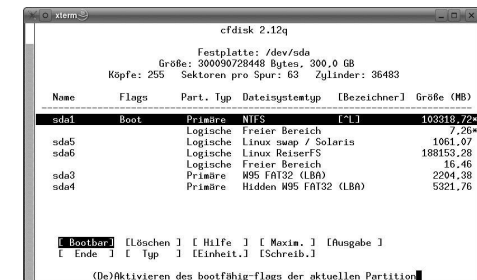 xterm
cfdisk 2.12q
Festplatte: /dev/sda
Größe: 300090728448 Bytes, 300,0 GB
Köpfe: 255 Sektoren pro Spur: 63 Zylinder: 36483
Name Flags Part. Typ Dateisystemtyp [Bezeichner] Größe (MB)
sda1 Boot Primäre NTFS [^L] 103318,72*
Logische Freier Bereich 7,26*
sda5 Logische Linux swap / Solaris 1061,07
sda6 Logische Linux ReiserFS 188153,28
Logische Freier Bereich 16,46
sda3 Primäre W95 FAT32 (LBA) 2204,38
sda4 Primäre Hidden W95 FAT32 (LBA) 5321,76
[ Bootbar] [Löschen ] [ Hilfe ] [ Maxim. ] [Ausgabe ]
[ Ende ] [ Typ ] [Einheit.] [Schreib.]
(De)Aktivieren des bootfähig-flags der aktuellen Partition